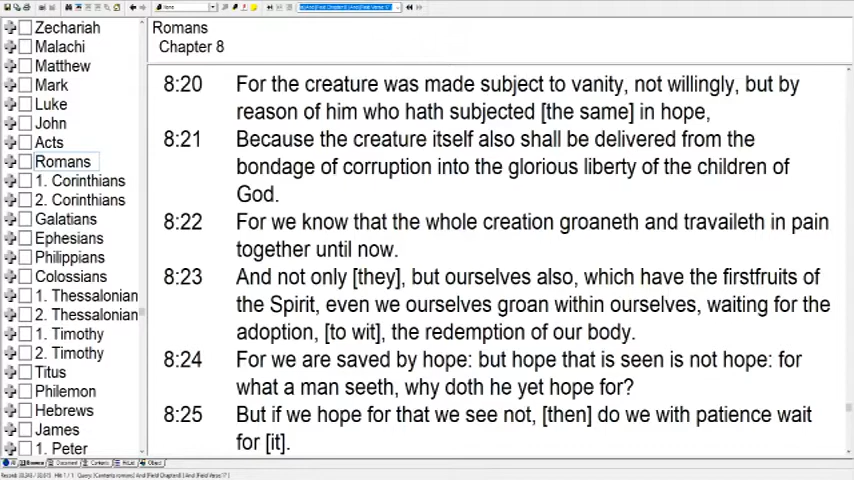 Romans
Chapter 8
Zechariah
Malachi
Matthew
Mark
Luke
John
Acts
Romans
1. Corinthians
2. Corinthians
Galatians
Ephesians
Philippians
Colossians
1. Thessalonian
2. Thessalonian
1. Timothy
2. Timothy
Titus
Philemon
Hebrews
James
1. Peter
8:20 For the creature was made subject to vanity, not willingly, but by
reason of him who hath subjected [the same] in hope,
8:21 Because the creature itself also shall be delivered from the
bondage of corruption into the glorious liberty of the children of
God.
8:22 For we know that the whole creation groaneth and travaileth in pain
together until now.
8:23 And not only [they], but ourselves also, which have the firstfruits of
the Spirit, even we ourselves groan within ourselves, waiting for the
adoption, [to wit], the redemption of our body.
8:24 For we are saved by hope: but hope that is seen is not hope: for
what a man seeth, why doth he yet hope for?
8:25 But if we hope for that we see not, [then] do we with patience wait
for [it].
All Browse Document Contents Hit List Object